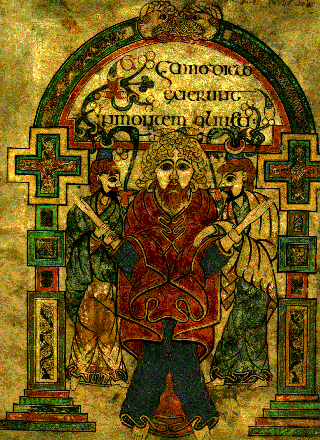 Et ymno dicto
exierunt
in montem oliueti